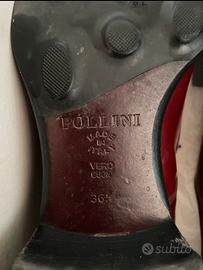 POLLINI
MADE
IN
ITALY
VERO
CUOIO
36½
subito